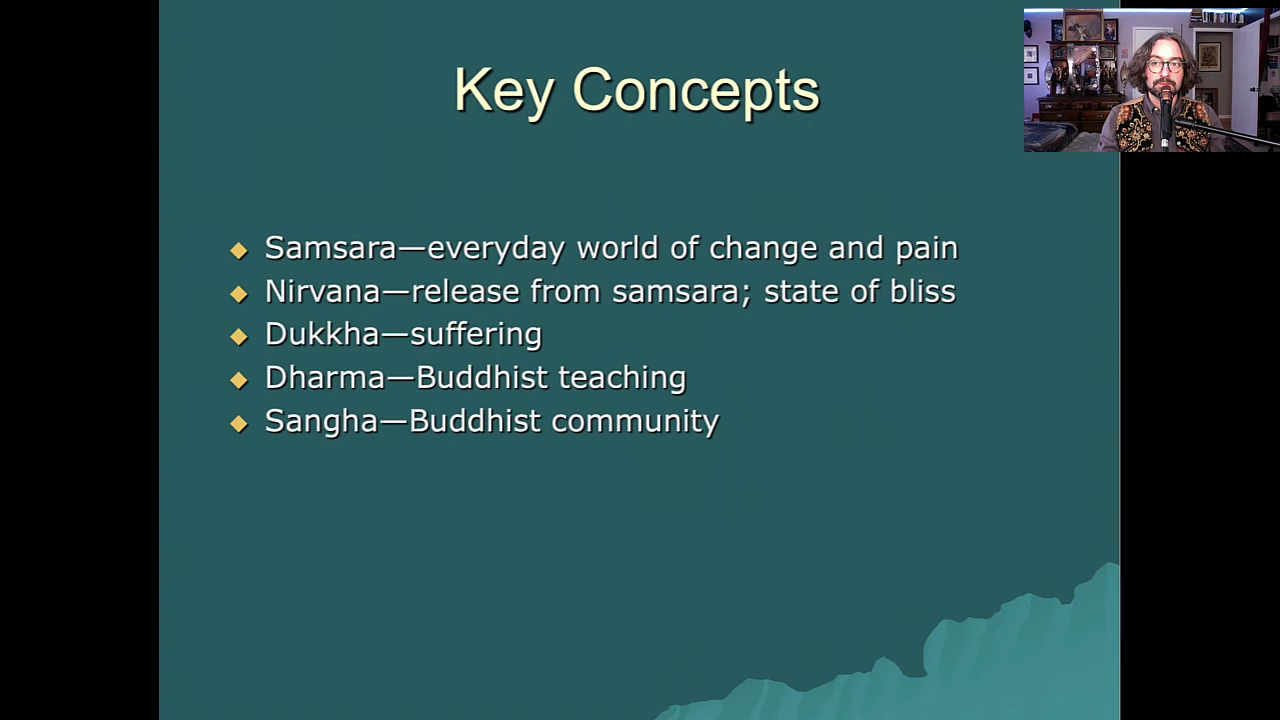 Key Concepts
Samsara—everyday world of change and pain
Nirvana—release from samsara; state of bliss
Dukkha—suffering
Dharma—Buddhist teaching
Sangha—Buddhist community